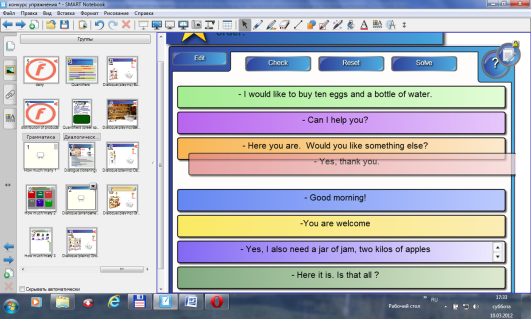 конкурс упражнения * - SMART Notebook
Файл Правка Вид Вставка Формат Рисование Справка
Группы
Edit
Check
Reset
Solve
?
- I would like to buy ten eggs and a bottle of water.
- Can I help you?
- Here you are. Would you like something else?
- Yes, thank you.
- Good morning!
-You are welcome
- Yes, I also need a jar of jam, two kilos of apples
- Here it is. Is that all ?
Грамматика
Скрывать автоматически
Рабочий стол
RU
17:33
суббота
10.03.2012